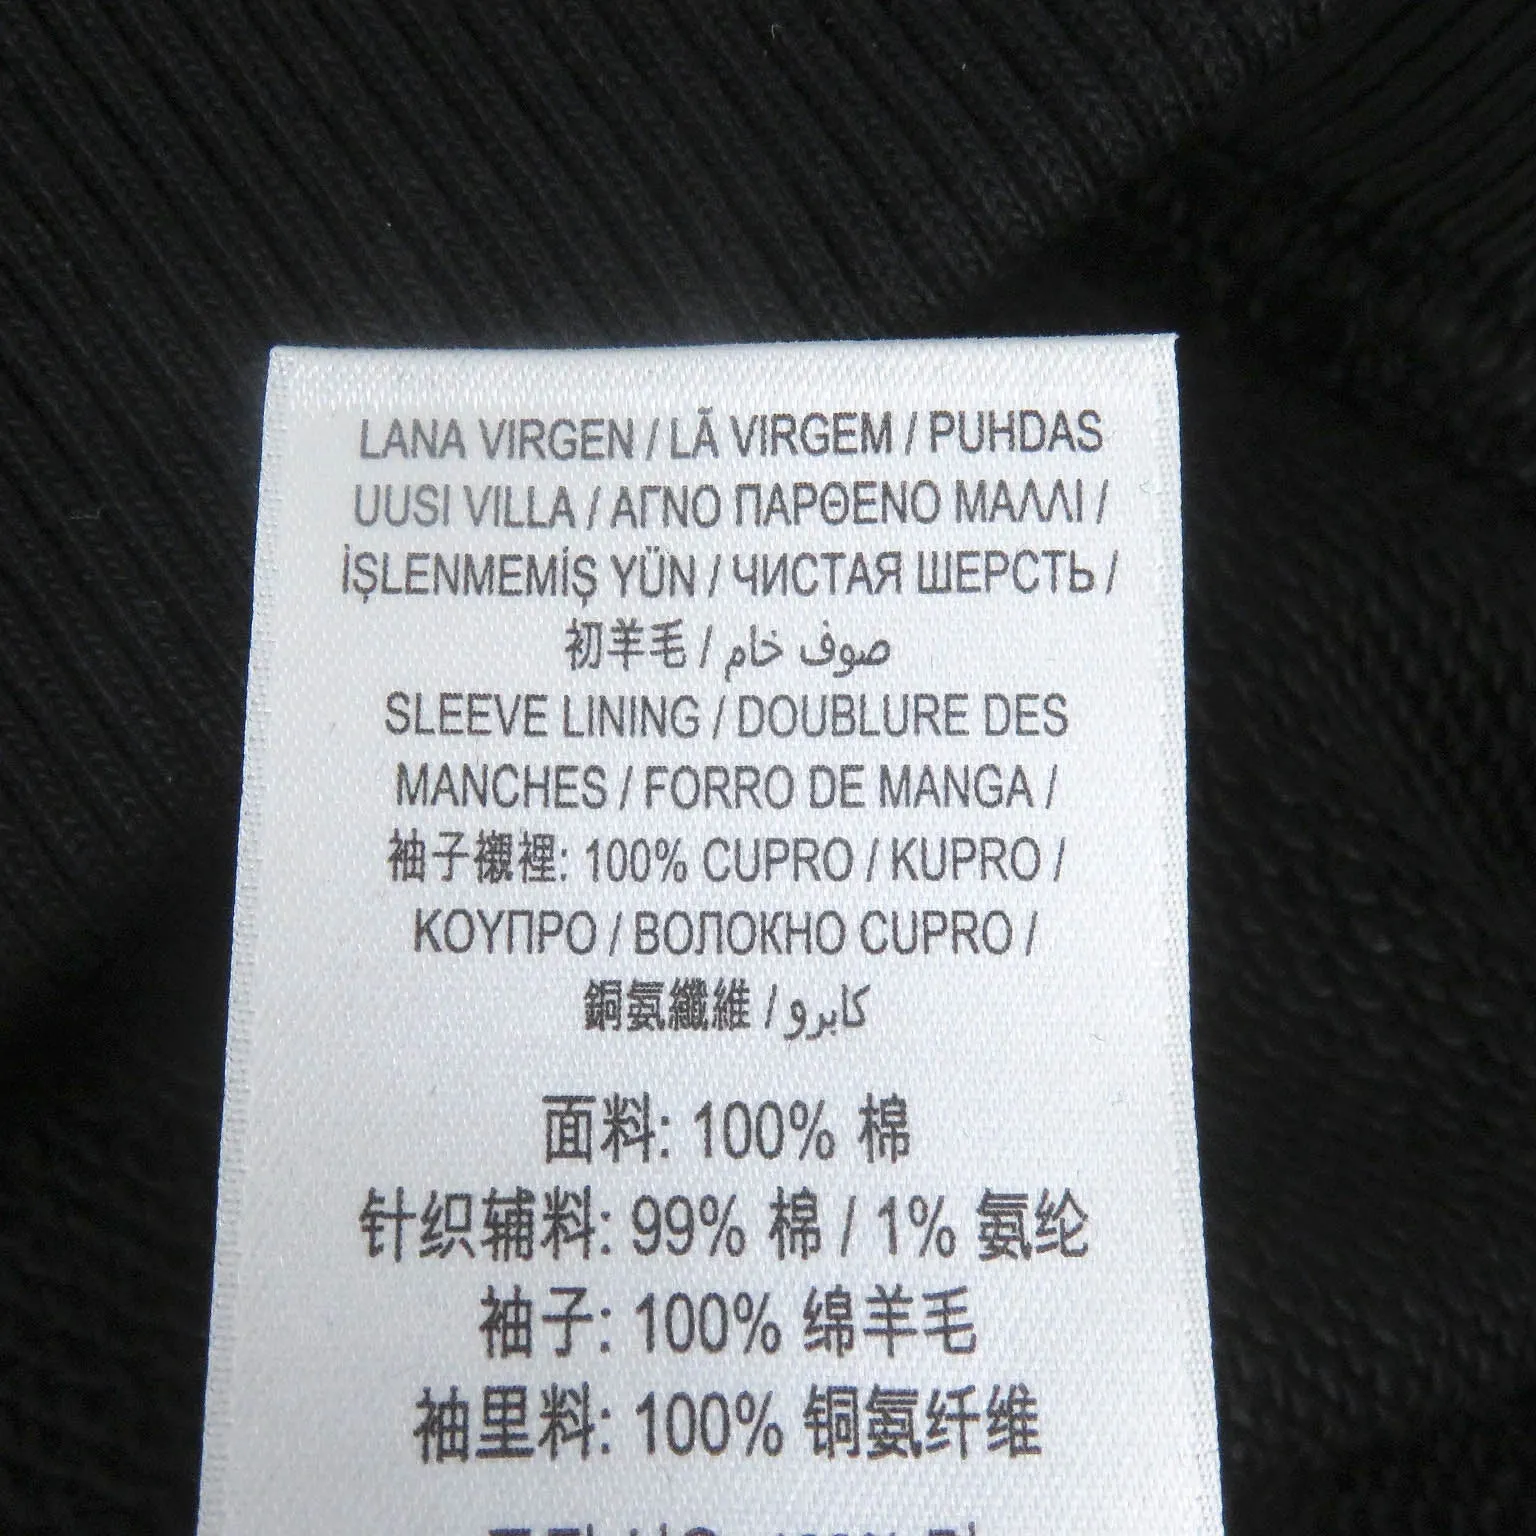 LANA VIRGEN / LÃ VIRGEM / PUHDAS
UUSI VILLA / ΑΓΝΟ ΠΑΡΘΕΝΟ ΜΑΛΛΙ /
İŞLENMEMİŞ YÜN / ЧИСТАЯ ШЕРСТЬ /
初羊毛 / صوف خام
SLEEVE LINING / DOUBLURE DES
MANCHES / FORRO DE MANGA /
袖子襯裡: 100% CUPRO / KUPRO /
ΚΟΥΠΡΟ / ВОЛОКНО CUPRO /
銅氨纖維 / كابرو
面料: 100% 棉
针织辅料: 99% 棉 / 1% 氨纶
袖子: 100% 绵羊毛
袖里料: 100% 铜氨纤维